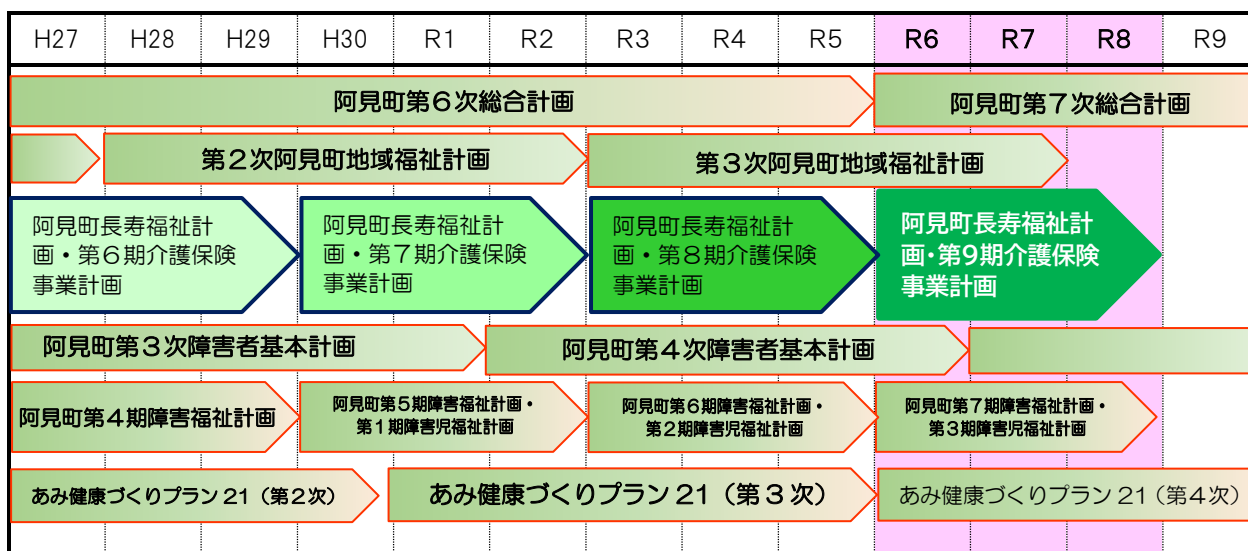 H27 H28 H29 H30 R1 R2 R3 R4 R5 R6 R7 R8 R9
阿見町第６次総合計画
阿見町第７次総合計画
第２次阿見町地域福祉計画
第３次阿見町地域福祉計画
阿見町長寿福祉計
画・第６期介護保険
事業計画
阿見町長寿福祉計
画・第７期介護保険
事業計画
阿見町長寿福祉計
画・第８期介護保険
事業計画
阿見町長寿福祉計
画・第９期介護保険
事業計画
阿見町第３次障害者基本計画
阿見町第４次障害者基本計画
阿見町第４期障害福祉計画
阿見町第５期障害福祉計画・
第１期障害児福祉計画
阿見町第６期障害福祉計画・
第２期障害児福祉計画
阿見町第７期障害福祉計画・
第３期障害児福祉計画
あみ健康づくりプラン 21（第２次）
あみ健康づくりプラン 21（第３次）
あみ健康づくりプラン 21（第４次）